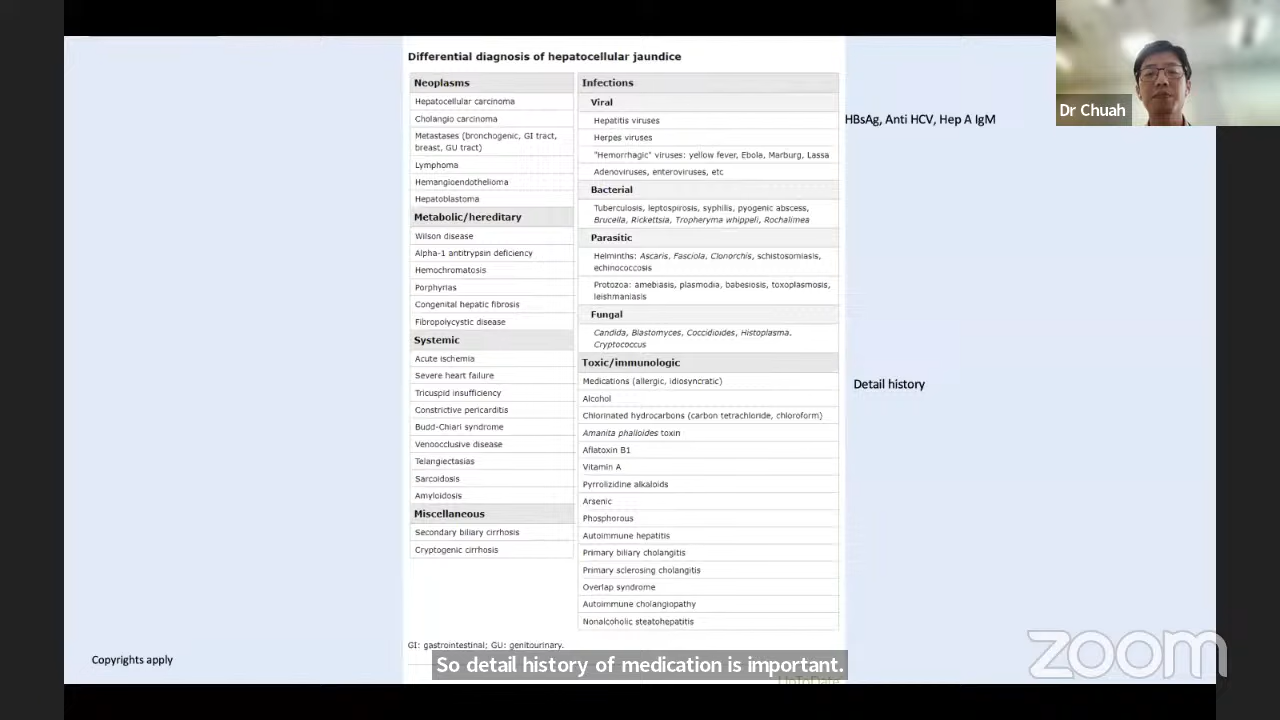 Differential diagnosis of hepatocellular jaundice
Neoplasms
Hepatocellular carcinoma
Cholangio carcinoma
Metastases (bronchogenic, GI tract,
breast, GU tract)
Lymphoma
Hemangioendothelioma
Hepatoblastoma
Metabolic/hereditary
Wilson disease
Alpha-1 antitrypsin deficiency
Hemochromatosis
Porphyrias
Congenital hepatic fibrosis
Fibropolycystic disease
Systemic
Acute ischemia
Severe heart failure
Tricuspid insufficiency
Constrictive pericarditis
Budd-Chiari syndrome
Venoocclusive disease
Telangiectasias
Sarcoidosis
Amyloidosis
Miscellaneous
Secondary biliary cirrhosis
Cryptogenic cirrhosis
Infections
Viral
Hepatitis viruses
Herpes viruses
"Hemorrhagic" viruses: yellow fever, Ebola, Marburg, Lassa
Adenoviruses, enteroviruses, etc
Bacterial
Tuberculosis, leptospirosis, syphilis, pyogenic abscess,
Brucella, Rickettsia, Tropheryma whippeli, Rochalimea
Parasitic
Helminths: Ascaris, Fasciola, Clonorchis, schistosomiasis,
echinococcosis
Protozoa: amebiasis, plasmodia, babesiosis, toxoplasmosis,
leishmaniasis
Fungal
Candida, Blastomyces, Coccidioides, Histoplasma,
Cryptococcus
Toxic/immunologic
Medications (allergic, idiosyncratic)
Alcohol
Chlorinated hydrocarbons (carbon tetrachloride, chloroform)
Amanita phalloides toxin
Aflatoxin B1
Vitamin A
Pyrrolizidine alkaloids
Arsenic
Phosphorous
Autoimmune hepatitis
Primary biliary cholangitis
Primary sclerosing cholangitis
Overlap syndrome
Autoimmune cholangiopathy
Nonalcoholic steatohepatitis
GI: gastrointestinal; GU: genitourinary.
HBsAg, Anti HCV, Hep A IgM
Detail history
Dr Chuah
Copyrights apply
So detail history of medication is important.
UpToDate
zoom